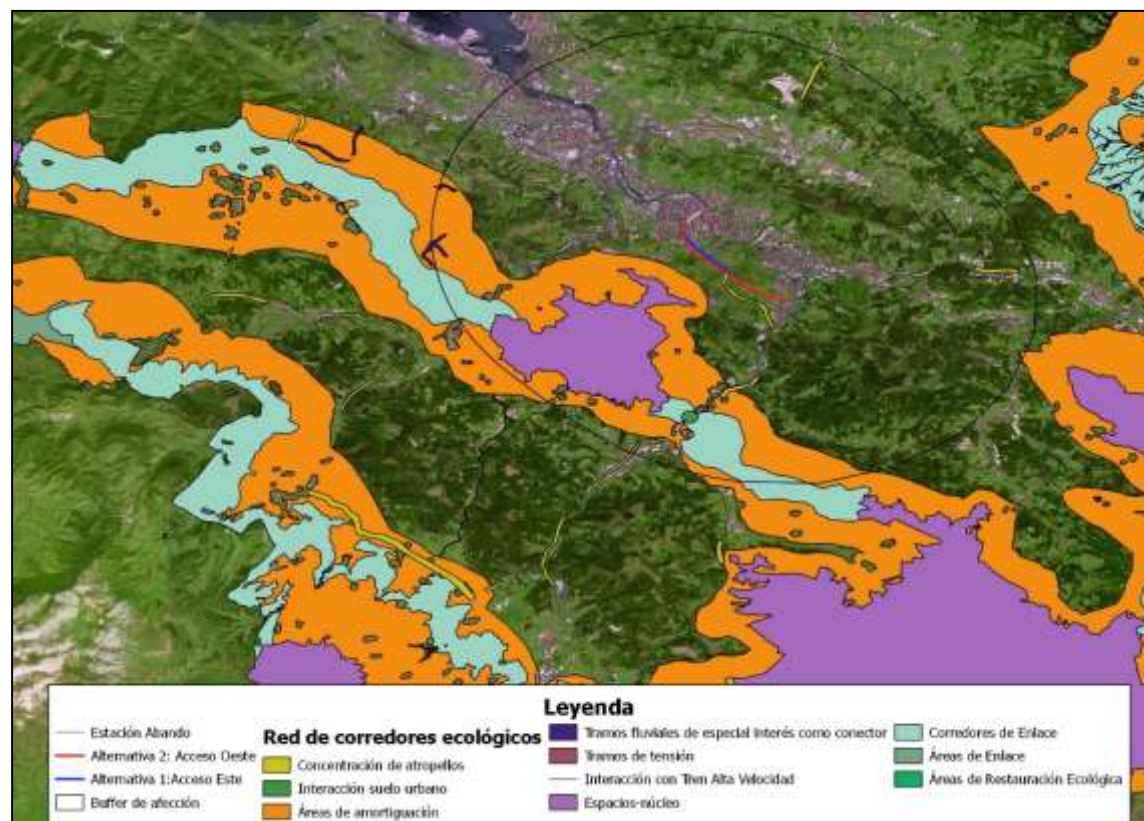 Leyenda
Estación Abando
Alternativa 2: Acceso Oeste
Alternativa 1:Acceso Este
Buffer de afección
Red de corredores ecológicos
Concentración de atropellos
Interacción suelo urbano
Áreas de amortiguación
Tramos fluviales de especial interés como conector
Tramos de tensión
Interacción con Tren Alta Velocidad
Espacios-núcleo
Corredores de Enlace
Áreas de Enlace
Áreas de Restauración Ecológica